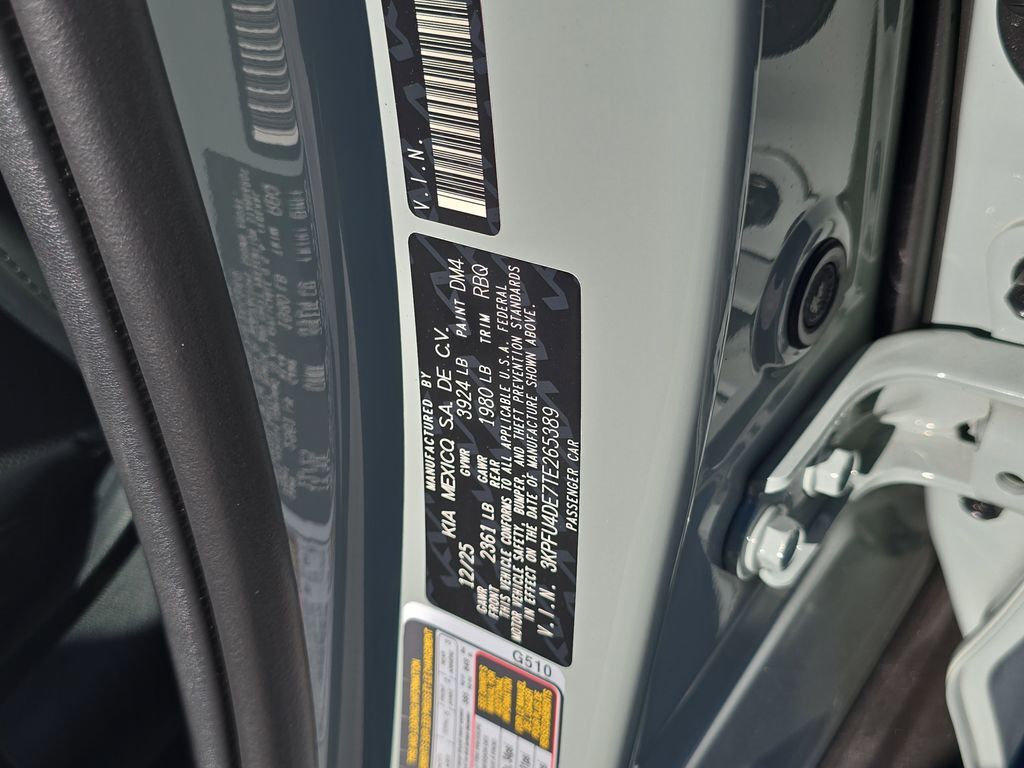 MANUFACTURED BY
12/25 KIA MEXICO S.A. DE C.V.
GVWR 3924 LB PAINT DM4
GAWR FRONT 2361 LB GAWR REAR 1980 LB TRIM RBQ
THIS VEHICLE CONFORMS TO ALL APPLICABLE U.S.A. FEDERAL
MOTOR VEHICLE SAFETY, BUMPER, AND THEFT PREVENTION STANDARDS
IN EFFECT ON THE DATE OF MANUFACTURE SHOWN ABOVE.
V.I.N. 3KPFU4DE7TE265389
PASSENGER CAR
V.I.N.
G510